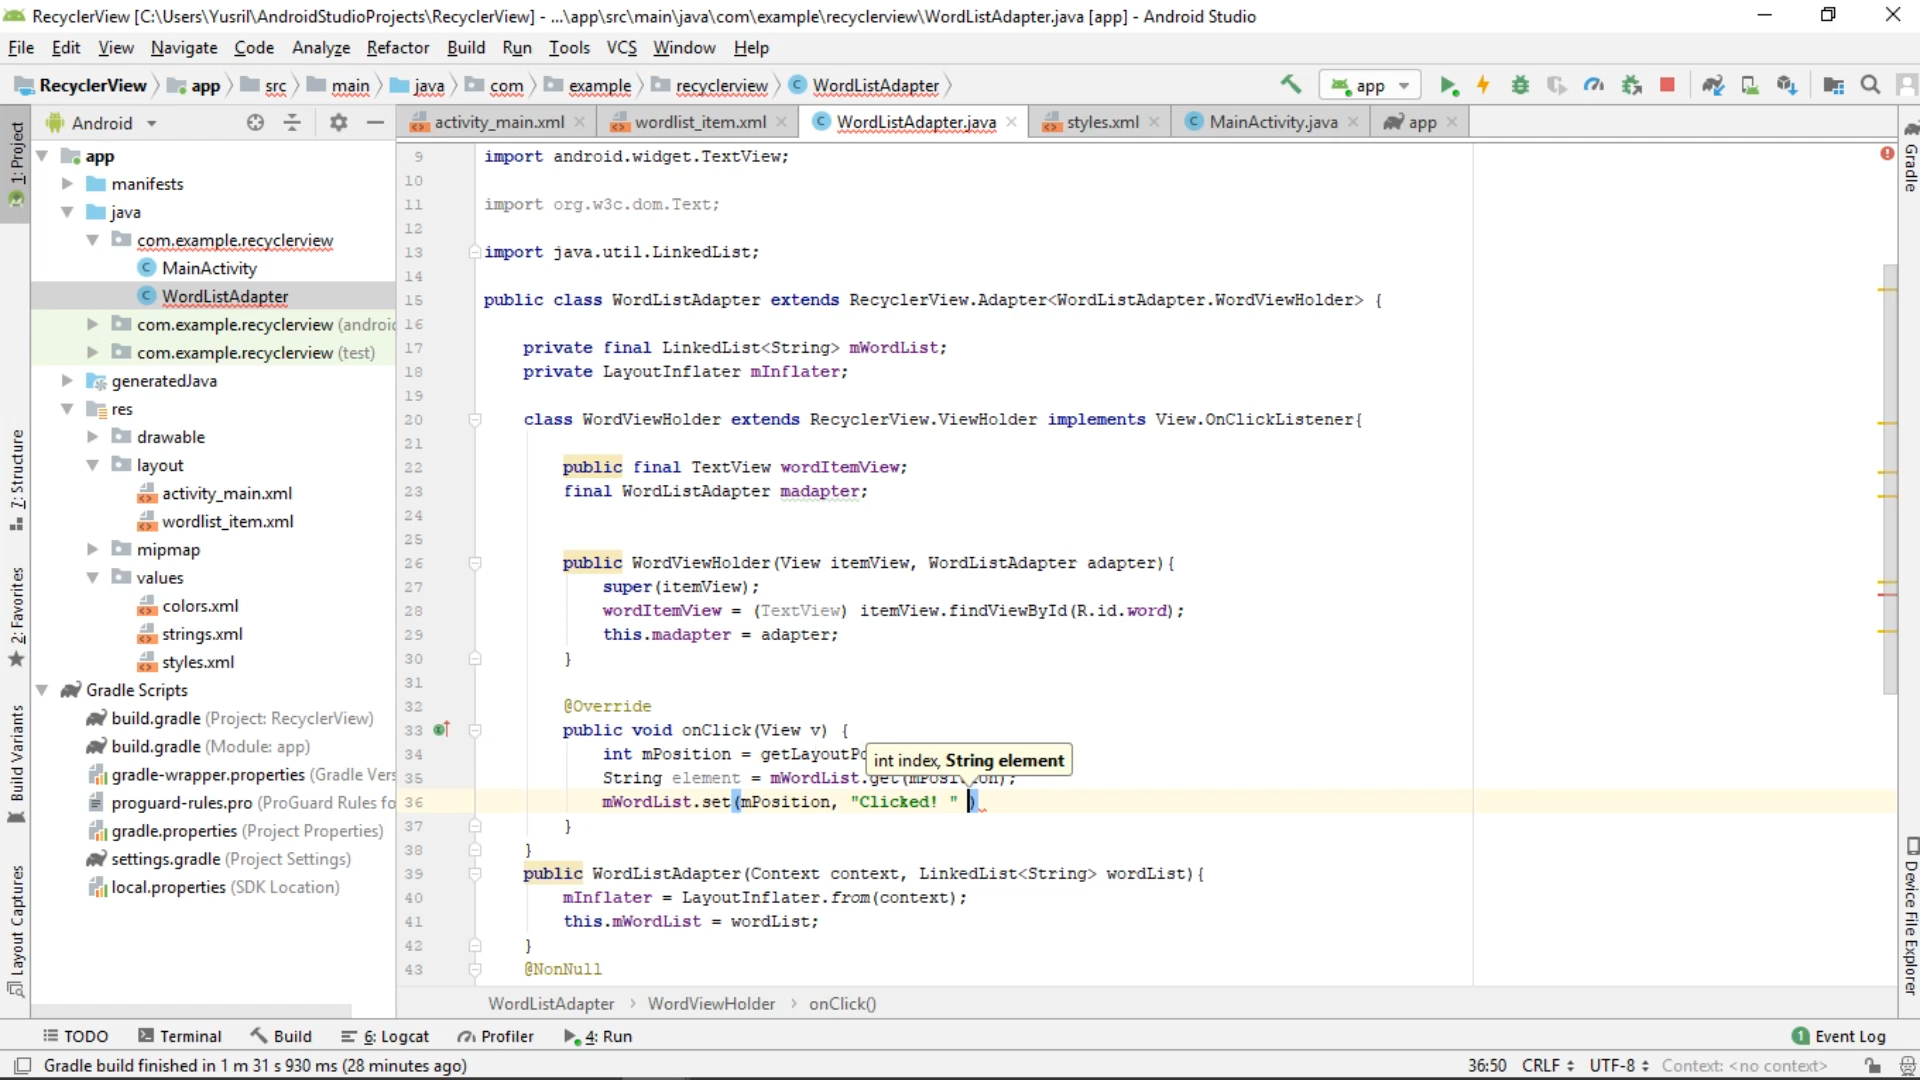 RecyclerView [C:\Users\Yusril\AndroidStudioProjects\RecyclerView] - ...\app\src\main\java\com\example\recyclerview\WordListAdapter.java [app] - Android Studio
File Edit View Navigate Code Analyze Refactor Build Run Tools VCS Window Help
RecyclerView app src main java com example recyclerview WordListAdapter app
Android
activity_main.xml wordlist_item.xml WordListAdapter.java styles.xml MainActivity.java app
1: Project
7: Structure
2: Favorites
Build Variants
Layout Captures
app
manifests
java
com.example.recyclerview
MainActivity
WordListAdapter
com.example.recyclerview (androi
com.example.recyclerview (test)
generatedJava
res
drawable
layout
activity_main.xml
wordlist_item.xml
mipmap
values
colors.xml
strings.xml
styles.xml
Gradle Scripts
build.gradle (Project: RecyclerView)
build.gradle (Module: app)
gradle-wrapper.properties (Gradle Vers
proguard-rules.pro (ProGuard Rules fo
gradle.properties (Project Properties)
settings.gradle (Project Settings)
local.properties (SDK Location)
9 import android.widget.TextView;
10
11 import org.w3c.dom.Text;
12
13 import java.util.LinkedList;
14
15 public class WordListAdapter extends RecyclerView.Adapter<WordListAdapter.WordViewHolder> {
16
17 private final LinkedList<String> mWordList;
18 private LayoutInflater mInflater;
19
20 class WordViewHolder extends RecyclerView.ViewHolder implements View.OnClickListener{
21
22 public final TextView wordItemView;
23 final WordListAdapter madapter;
24
25
26 public WordViewHolder(View itemView, WordListAdapter adapter){
27 super(itemView);
28 wordItemView = (TextView) itemView.findViewById(R.id.word);
29 this.madapter = adapter;
30 }
31
32 @Override
33 public void onClick(View v) {
34 int mPosition = getLayoutPo
int index, String element
35 String element = mWordList.get(mPosition);
36 mWordList.set(mPosition, "Clicked! " )
37 }
38 }
39 public WordListAdapter(Context context, LinkedList<String> wordList){
40 mInflater = LayoutInflater.from(context);
41 this.mWordList = wordList;
42 }
43 @NonNull
WordListAdapter WordViewHolder onClick()
Gradle
Device File Explorer
TODO Terminal Build 6: Logcat Profiler 4: Run 1 Event Log
Gradle build finished in 1 m 31 s 930 ms (28 minutes ago) 36:50 CRLF UTF-8 Context: <no context>